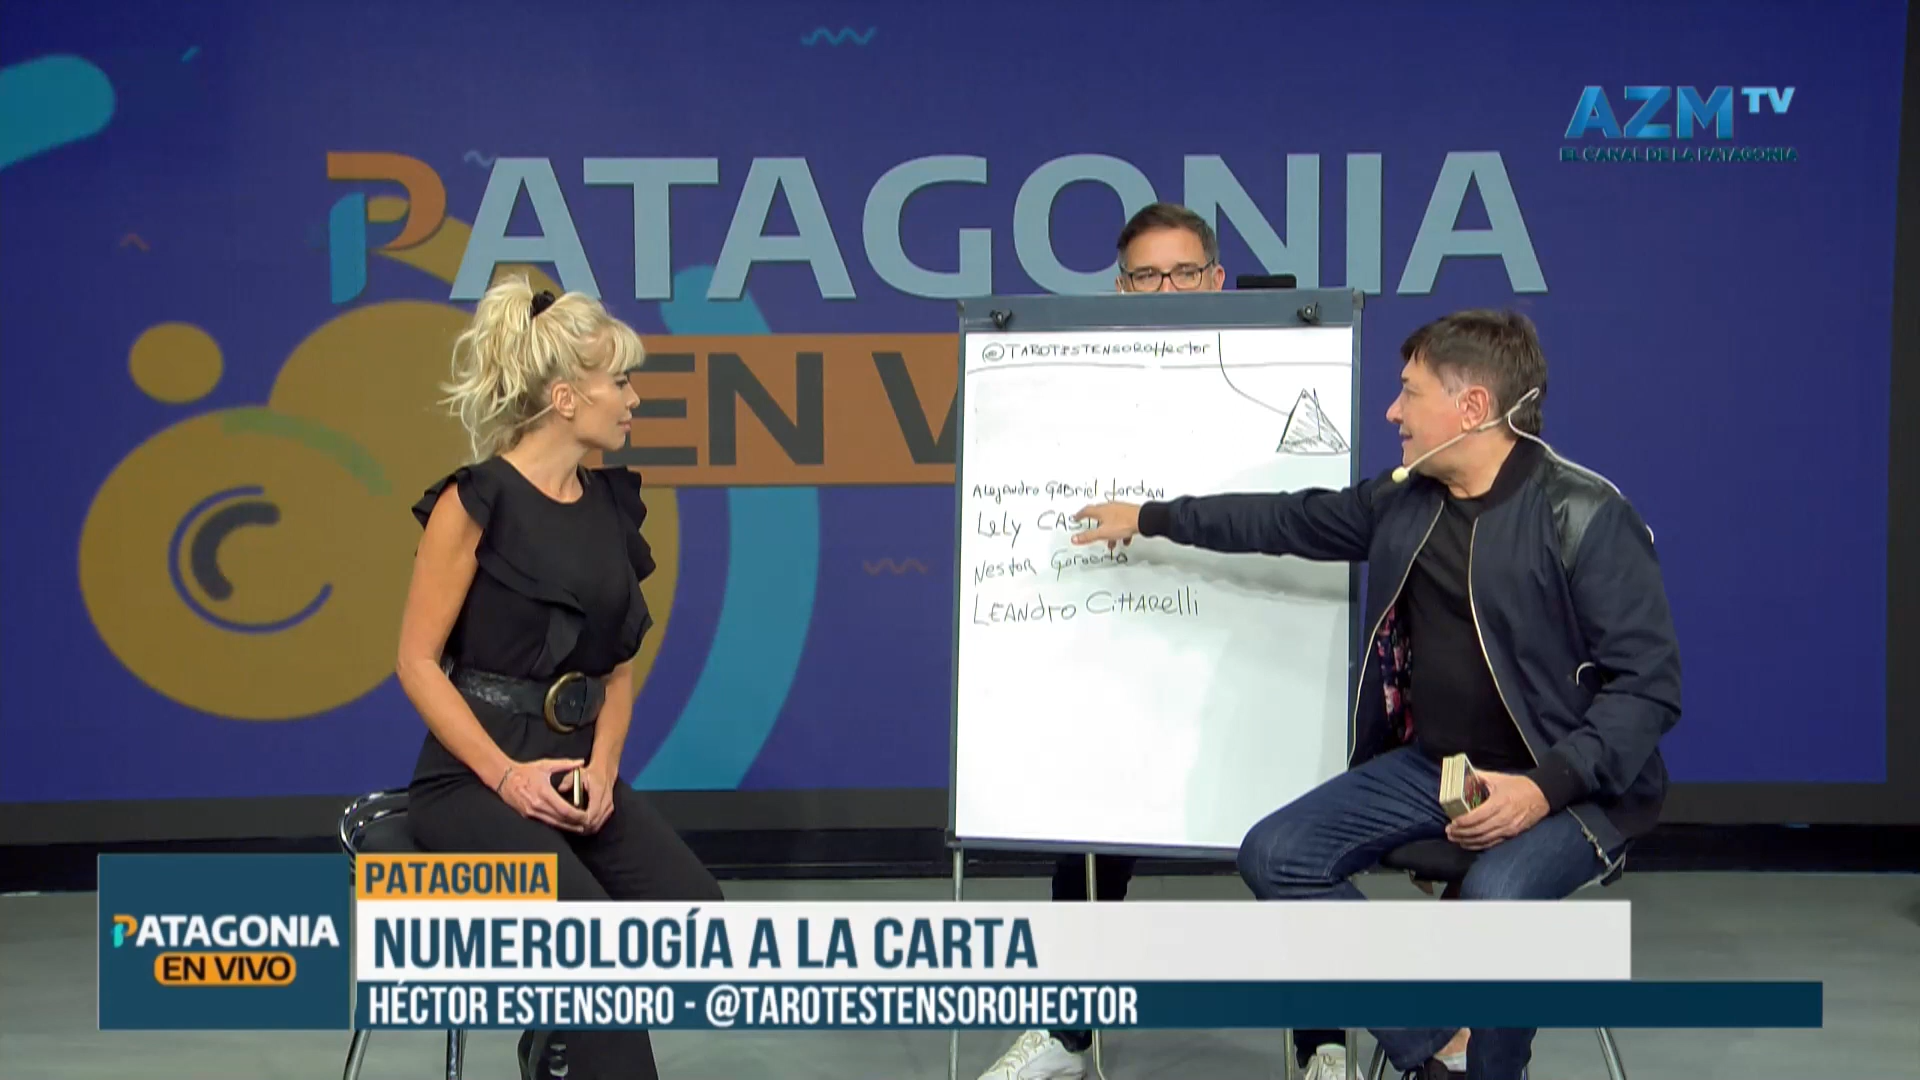 AZM TV
EL CANAL DE LA PATAGONIA
PATAGONIA
EN V
@TAROTESTENSOROHector
Alejandro GABriel JordAN
LeLy CAST
Nestor
LEANdro CittARelli
PATAGONIA
NUMEROLOGÍA A LA CARTA
PATAGONIA
EN VIVO
HÉCTOR ESTENSORO - @TAROTESTENSOROHECTOR